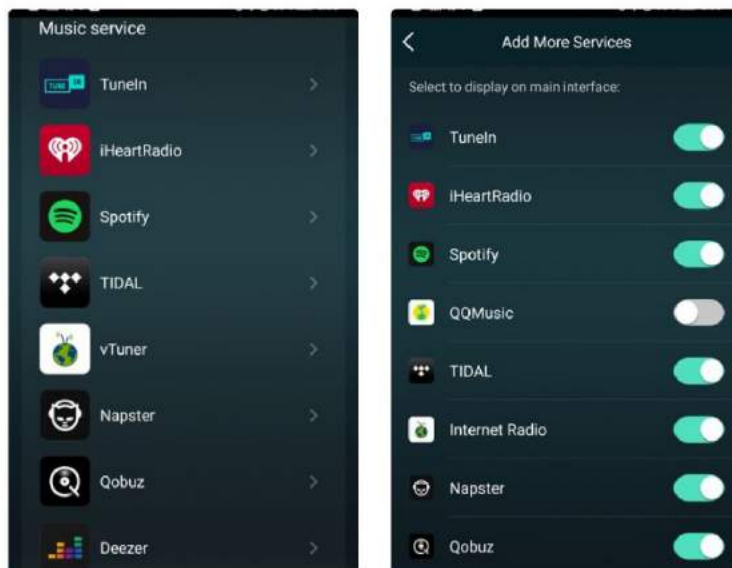 Music service
TuneIn
iHeartRadio
Spotify
TIDAL
vTuner
Napster
Qobuz
Deezer
Add More Services
Select to display on main interface:
TuneIn
iHeartRadio
Spotify
QQMusic
TIDAL
Internet Radio
Napster
Qobuz